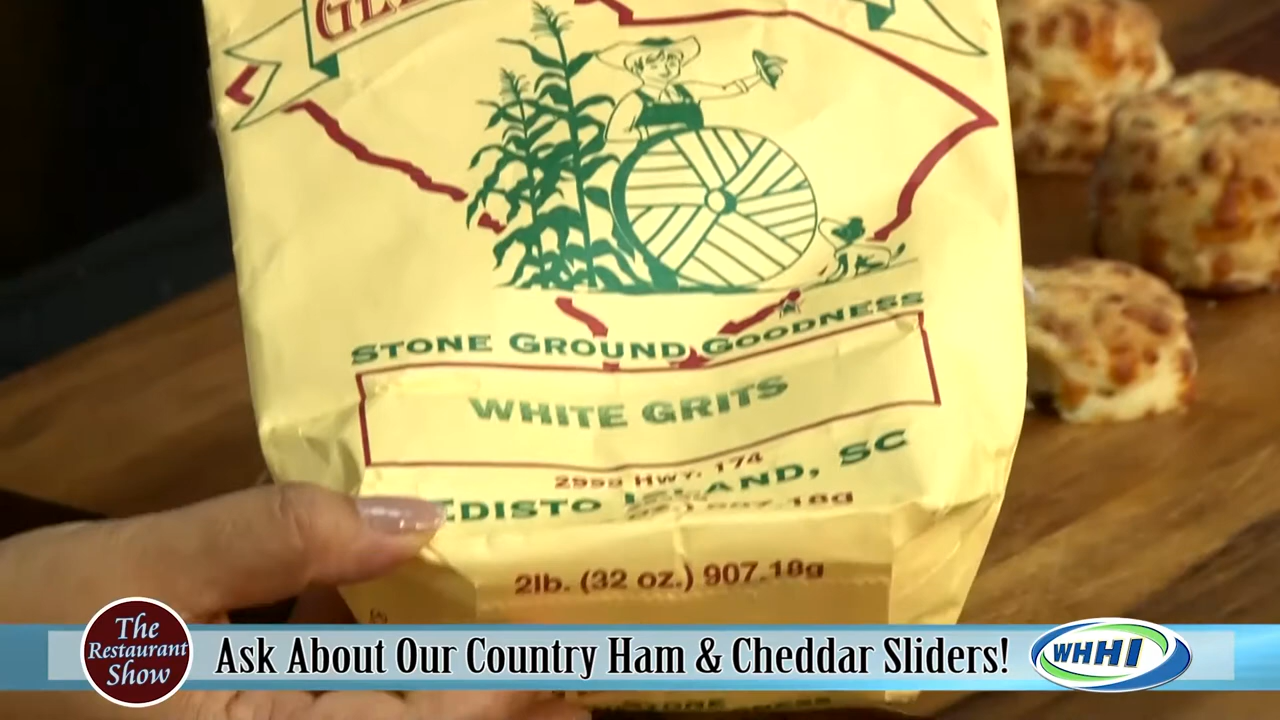 STONE GROUND GOODNESS
WHITE GRITS
HWY. 174
EDISTO ISLAND, SC
2lb. (32 oz.) 907.18g
The
Restaurant
Show
Ask About Our Country Ham & Cheddar Sliders!
WHHI